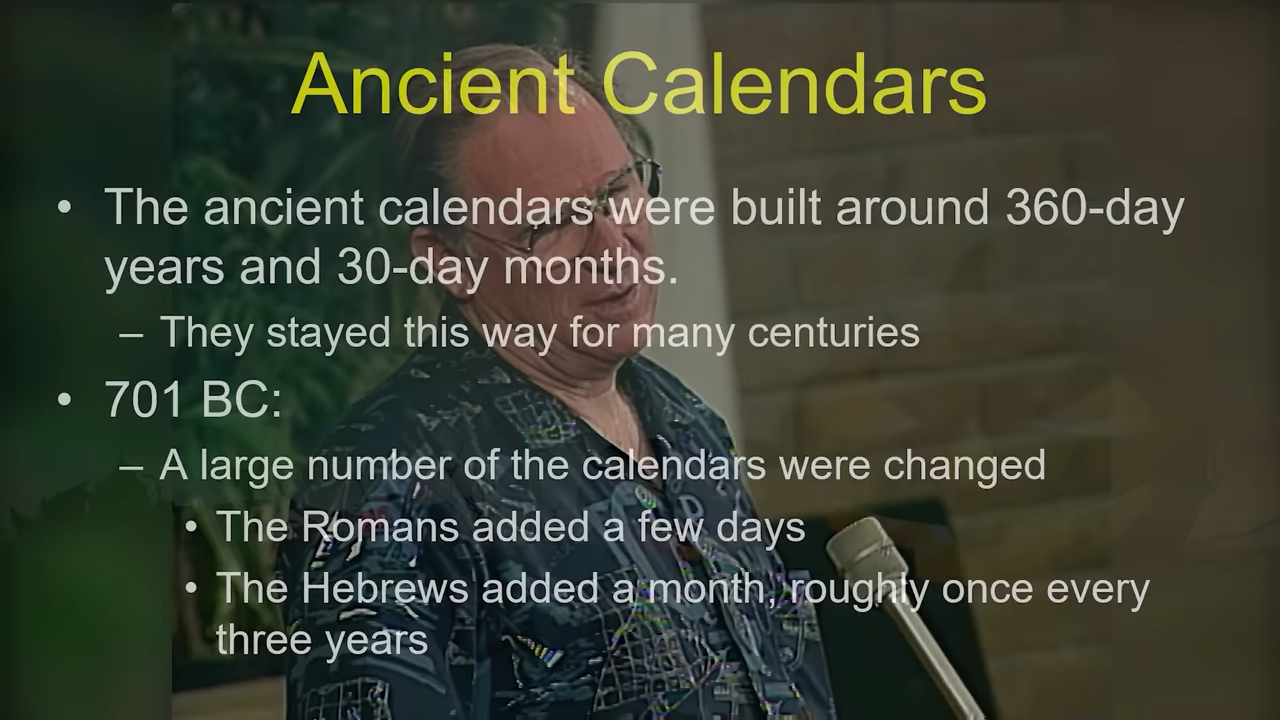 Ancient Calendars
• The ancient calendars were built around 360-day
years and 30-day months.
– They stayed this way for many centuries
• 701 BC:
– A large number of the calendars were changed
• The Romans added a few days
• The Hebrews added a month, roughly once every
three years